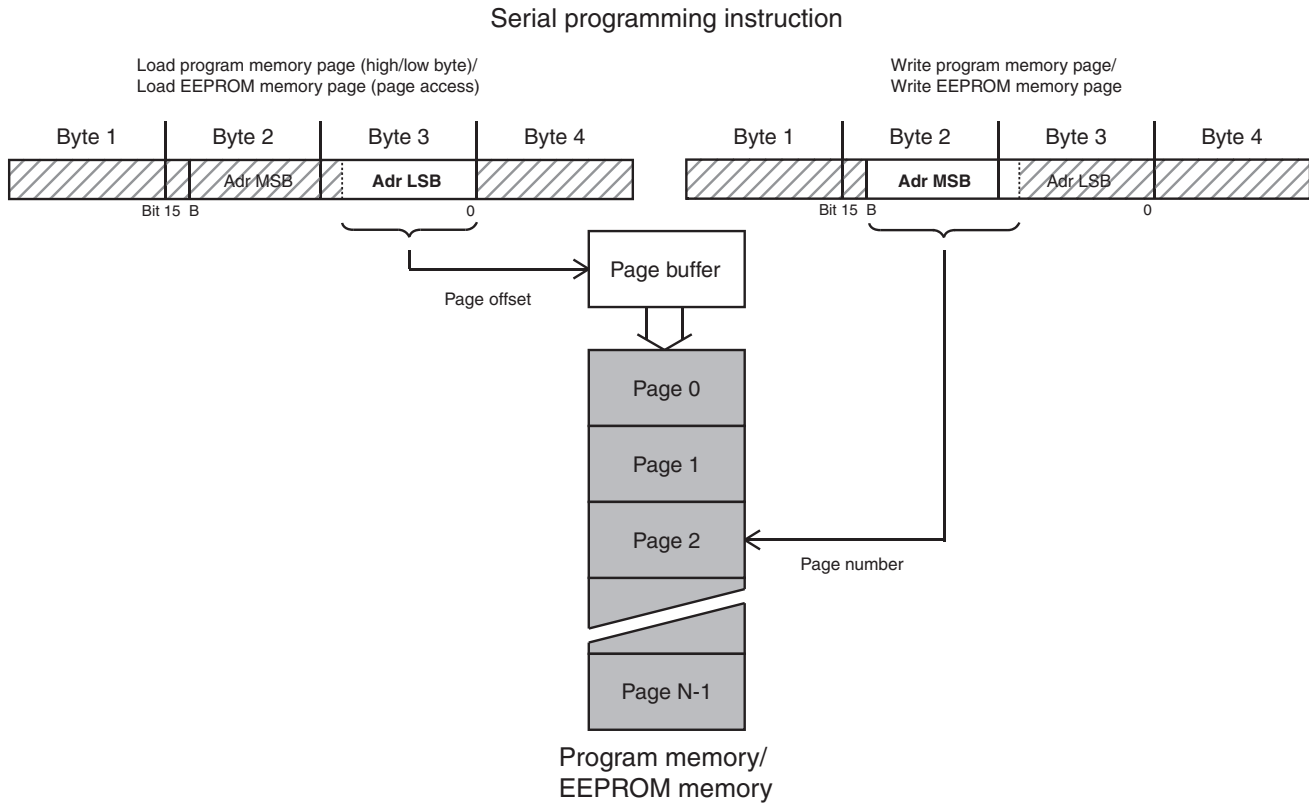 Serial programming instruction
Load program memory page (high/low byte)/
Load EEPROM memory page (page access)
Write program memory page/
Write EEPROM memory page
Byte 1 Byte 2 Byte 3 Byte 4
Byte 1 Byte 2 Byte 3 Byte 4
Adr MSB Adr LSB
Adr MSB Adr LSB
Bit 15 B 0
Bit 15 B 0
Page buffer
Page offset
Page 0
Page 1
Page 2
Page number
Page N-1
Program memory/
EEPROM memory